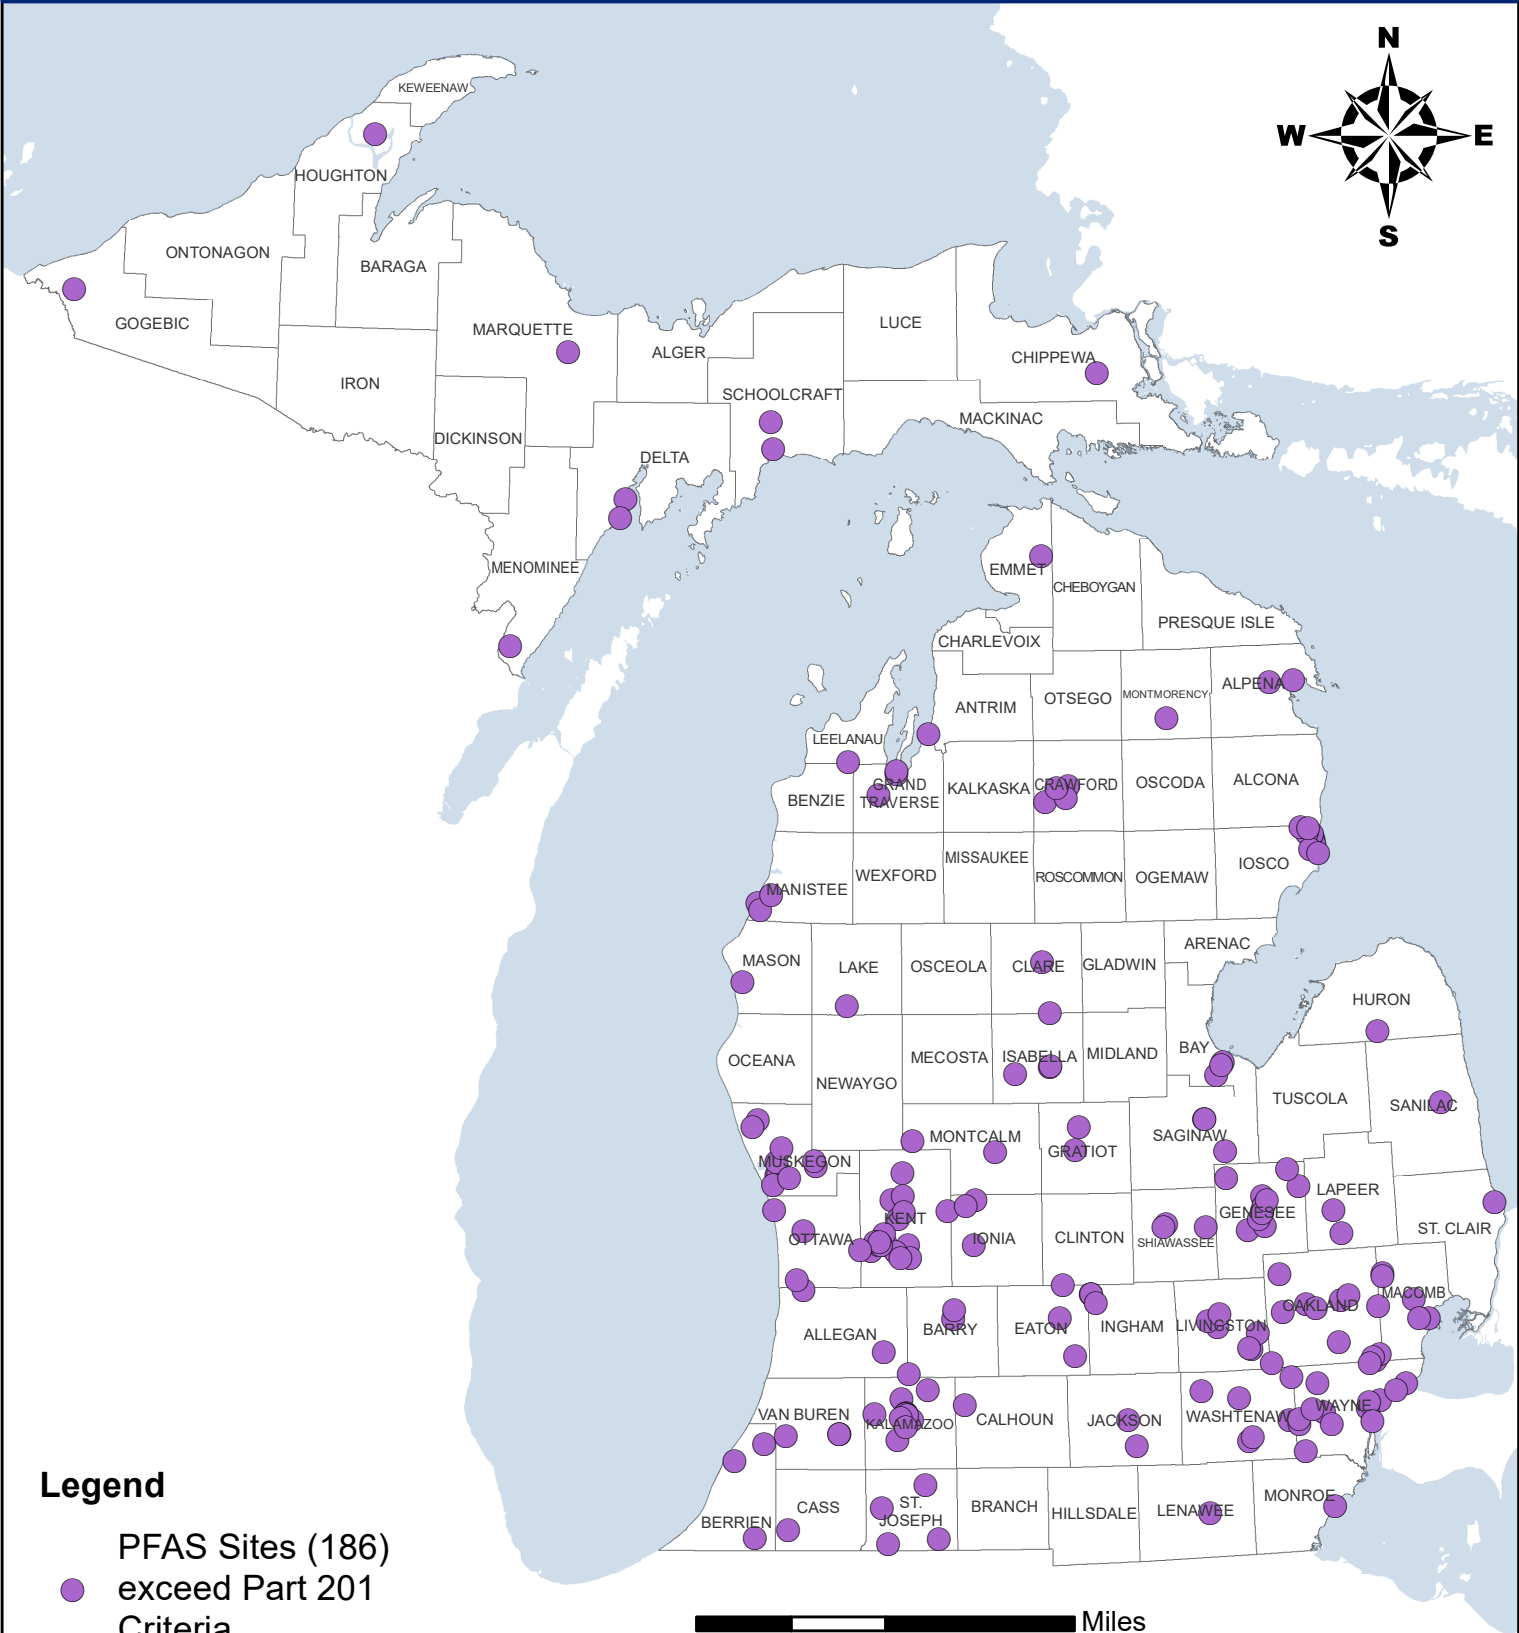 N
W E
S
KEWEENAW
HOUGHTON
ONTONAGON
BARAGA
GOGEBIC
MARQUETTE
LUCE
ALGER
CHIPPEWA
IRON
SCHOOLCRAFT
MACKINAC
DICKINSON
DELTA
MENOMINEE
EMMET
CHEBOYGAN
PRESQUE ISLE
CHARLEVOIX
ALPENA
MONTMORENCY
OTSEGO
ANTRIM
LEELANAU
BENZIE
GRAND
TRAVERSE
KALKASKA
CRAWFORD
OSCODA
ALCONA
MANISTEE
WEXFORD
MISSAUKEE
ROSCOMMON
OGEMAW
IOSCO
ARENAC
MASON
LAKE
OSCEOLA
CLARE
GLADWIN
HURON
OCEANA
NEWAYGO
MECOSTA
ISABELLA
MIDLAND
BAY
TUSCOLA
SANILAC
MUSKEGON
MONTCALM
GRATIOT
SAGINAW
LAPEER
GENESEE
ST. CLAIR
OTTAWA
KENT
IONIA
CLINTON
SHIAWASSEE
ALLEGAN
BARRY
EATON
INGHAM
LIVINGSTON
OAKLAND
MACOMB
VAN BUREN
KALAMAZOO
CALHOUN
JACKSON
WASHTENAW
WAYNE
BERRIEN
CASS
ST.
JOSEPH
BRANCH
HILLSDALE
LENAWEE
MONROE
Legend
PFAS Sites (186)
exceed Part 201
Criteria
Miles